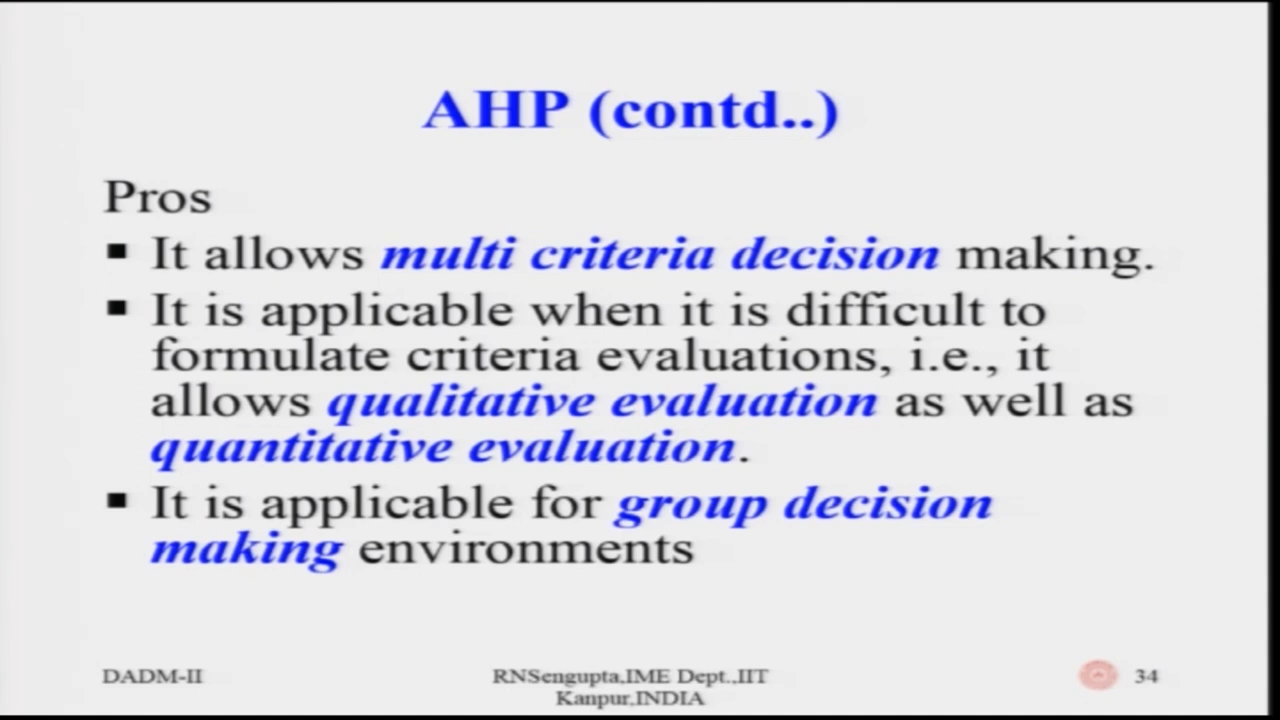 AHP (contd..)
Pros
▪ It allows multi criteria decision making.
▪ It is applicable when it is difficult to
formulate criteria evaluations, i.e., it
allows qualitative evaluation as well as
quantitative evaluation.
▪ It is applicable for group decision
making environments
DADM-II
RNSengupta,IME Dept.,IIT
Kanpur,INDIA
34